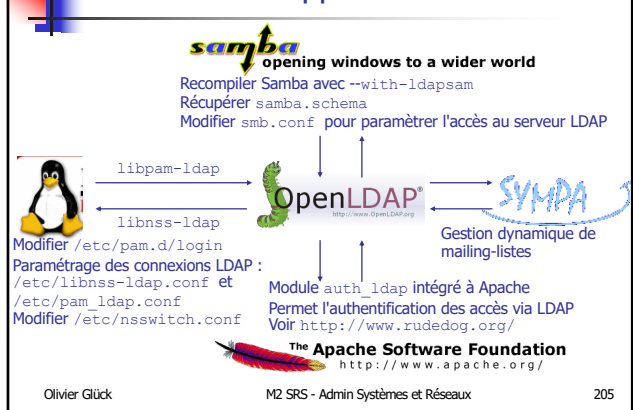 samba
opening windows to a wider world
Recompiler Samba avec --with-ldapsam
Récupérer samba.schema
Modifier smb.conf pour paramètrer l'accès au serveur LDAP
libpam-ldap
libnss-ldap
OpenLDAP®
http://www.OpenLDAP.org
SYMPA
Gestion dynamique de
mailing-listes
Modifier /etc/pam.d/login
Paramétrage des connexions LDAP :
/etc/libnss-ldap.conf et
/etc/pam_ldap.conf
Modifier /etc/nsswitch.conf
Module auth_ldap intégré à Apache
Permet l'authentification des accès via LDAP
Voir http://www.rudedog.org/
The Apache Software Foundation
http://www.apache.org/
Olivier Glück
M2 SRS - Admin Systèmes et Réseaux
205